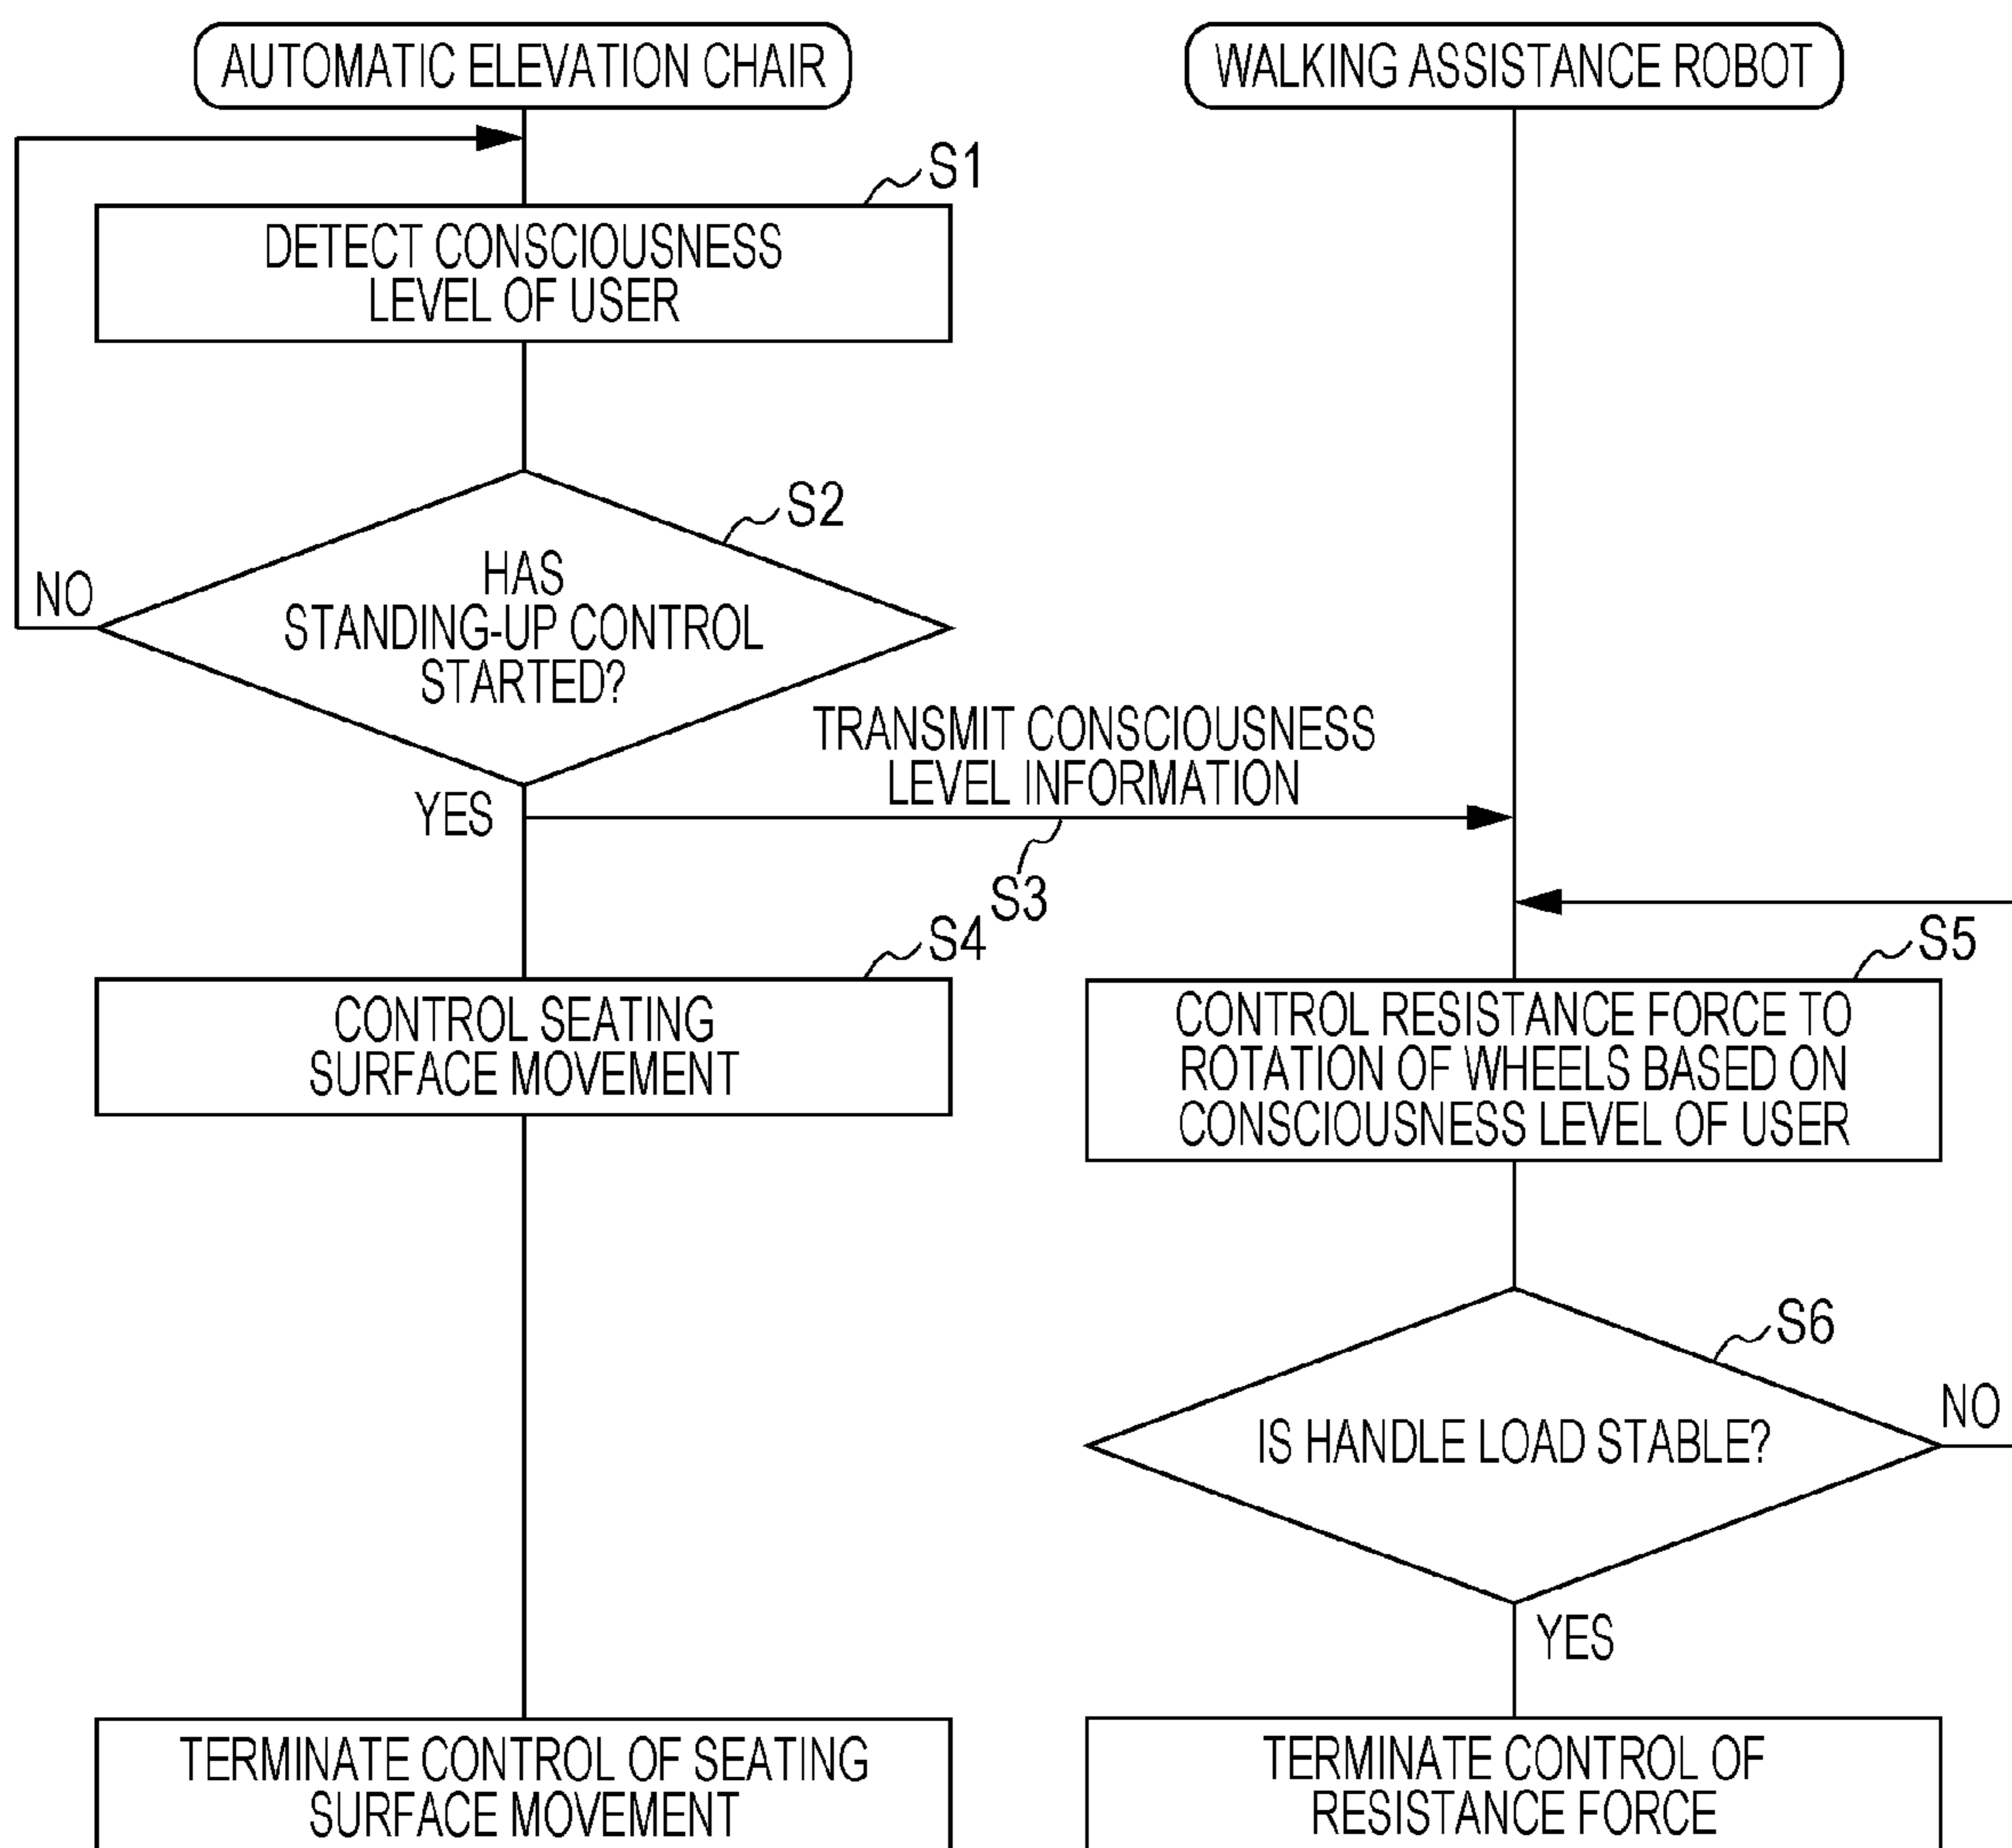 AUTOMATIC ELEVATION CHAIR
WALKING ASSISTANCE ROBOT
S1
DETECT CONSCIOUSNESS
LEVEL OF USER
S2
HAS
STANDING-UP CONTROL
STARTED?
NO
YES
TRANSMIT CONSCIOUSNESS
LEVEL INFORMATION
S3
S4
CONTROL SEATING
SURFACE MOVEMENT
S5
CONTROL RESISTANCE FORCE TO
ROTATION OF WHEELS BASED ON
CONSCIOUSNESS LEVEL OF USER
S6
IS HANDLE LOAD STABLE?
NO
YES
TERMINATE CONTROL OF SEATING
SURFACE MOVEMENT
TERMINATE CONTROL OF
RESISTANCE FORCE